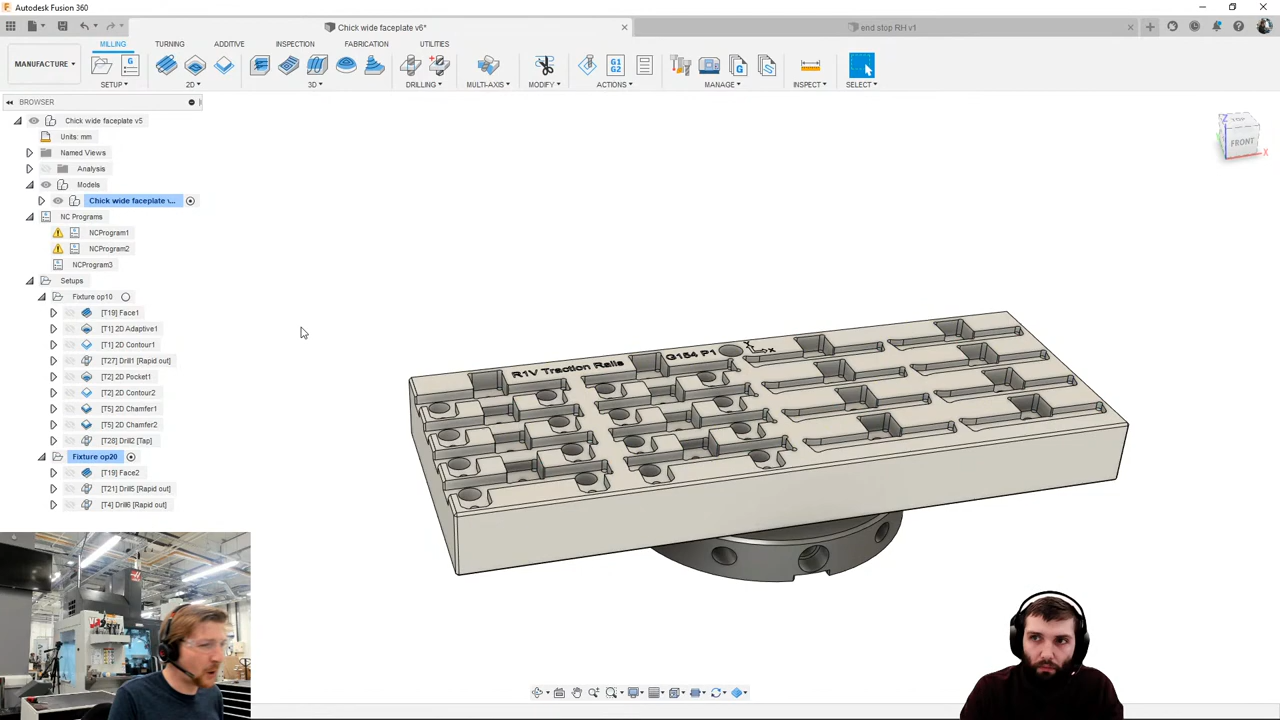 Autodesk Fusion 360
Chick wide faceplate v6*
end stop RH v1
MILLING TURNING ADDITIVE INSPECTION FABRICATION UTILITIES
MANUFACTURE
SETUP 2D 3D DRILLING MULTI-AXIS MODIFY ACTIONS MANAGE INSPECT SELECT
G
G1
G2
G
BROWSER
Chick wide faceplate v5
Units: mm
Named Views
Analysis
Models
Chick wide faceplate v...
NC Programs
NCProgram1
NCProgram2
NCProgram3
Setups
Fixture op10
[T19] Face1
[T1] 2D Adaptive1
[T1] 2D Contour1
[T27] Drill1 [Rapid out]
[T2] 2D Pocket1
[T2] 2D Contour2
[T5] 2D Chamfer1
[T5] 2D Chamfer2
[T28] Drill2 [Tap]
Fixture op20
[T19] Face2
[T21] Drill5 [Rapid out]
[T4] Drill6 [Rapid out]
R1V Traction Rails
G154 P1
X
Z
TOP
FRONT
X